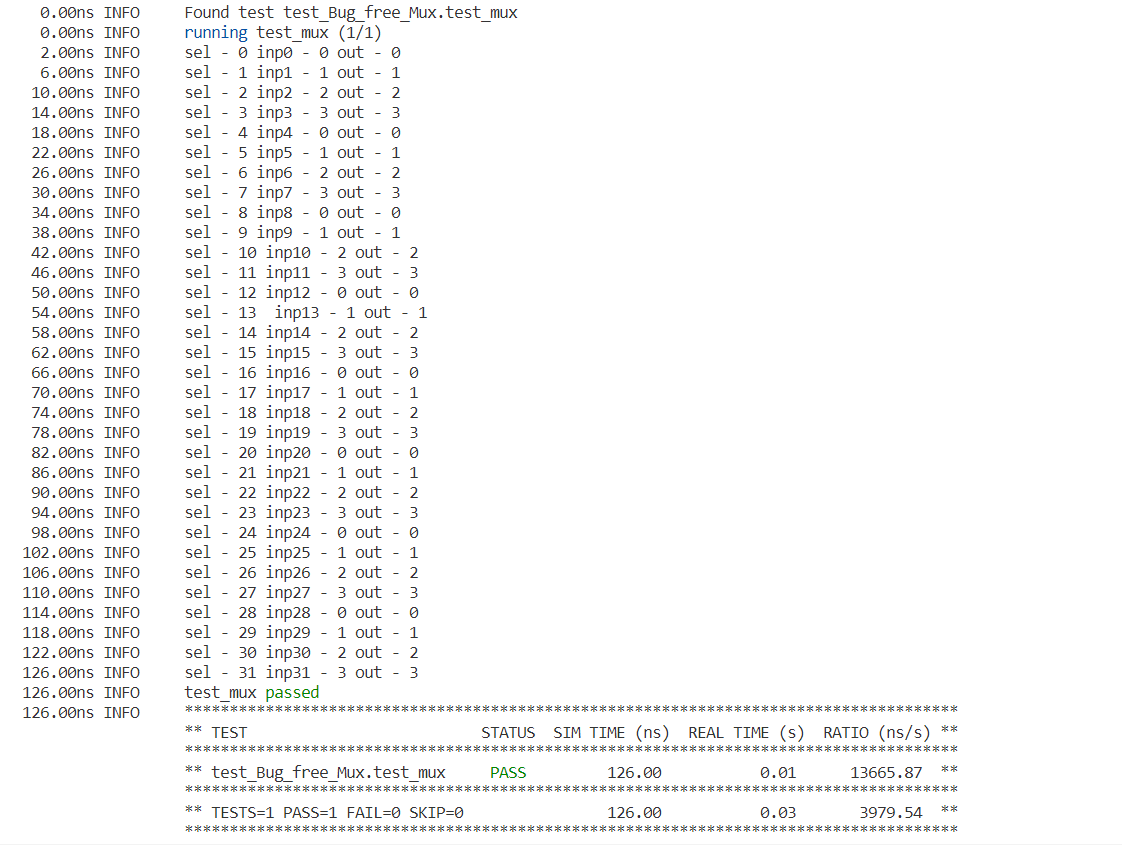 0.00ns INFO     Found test test_Bug_free_Mux.test_mux
0.00ns INFO     running test_mux (1/1)
2.00ns INFO     sel - 0 inp0 - 0 out - 0
6.00ns INFO     sel - 1 inp1 - 1 out - 1
10.00ns INFO     sel - 2 inp2 - 2 out - 2
14.00ns INFO     sel - 3 inp3 - 3 out - 3
18.00ns INFO     sel - 4 inp4 - 0 out - 0
22.00ns INFO     sel - 5 inp5 - 1 out - 1
26.00ns INFO     sel - 6 inp6 - 2 out - 2
30.00ns INFO     sel - 7 inp7 - 3 out - 3
34.00ns INFO     sel - 8 inp8 - 0 out - 0
38.00ns INFO     sel - 9 inp9 - 1 out - 1
42.00ns INFO     sel - 10 inp10 - 2 out - 2
46.00ns INFO     sel - 11 inp11 - 3 out - 3
50.00ns INFO     sel - 12 inp12 - 0 out - 0
54.00ns INFO     sel - 13  inp13 - 1 out - 1
58.00ns INFO     sel - 14 inp14 - 2 out - 2
62.00ns INFO     sel - 15 inp15 - 3 out - 3
66.00ns INFO     sel - 16 inp16 - 0 out - 0
70.00ns INFO     sel - 17 inp17 - 1 out - 1
74.00ns INFO     sel - 18 inp18 - 2 out - 2
78.00ns INFO     sel - 19 inp19 - 3 out - 3
82.00ns INFO     sel - 20 inp20 - 0 out - 0
86.00ns INFO     sel - 21 inp21 - 1 out - 1
90.00ns INFO     sel - 22 inp22 - 2 out - 2
94.00ns INFO     sel - 23 inp23 - 3 out - 3
98.00ns INFO     sel - 24 inp24 - 0 out - 0
102.00ns INFO     sel - 25 inp25 - 1 out - 1
106.00ns INFO     sel - 26 inp26 - 2 out - 2
110.00ns INFO     sel - 27 inp27 - 3 out - 3
114.00ns INFO     sel - 28 inp28 - 0 out - 0
118.00ns INFO     sel - 29 inp29 - 1 out - 1
122.00ns INFO     sel - 30 inp30 - 2 out - 2
126.00ns INFO     sel - 31 inp31 - 3 out - 3
126.00ns INFO     test_mux passed
126.00ns INFO     **************************************************************************************
** TEST                          STATUS  SIM TIME (ns)  REAL TIME (s)  RATIO (ns/s) **
**************************************************************************************
** test_Bug_free_Mux.test_mux     PASS         126.00           0.01      13665.87  **
**************************************************************************************
** TESTS=1 PASS=1 FAIL=0 SKIP=0                126.00           0.03       3979.54  **
**************************************************************************************